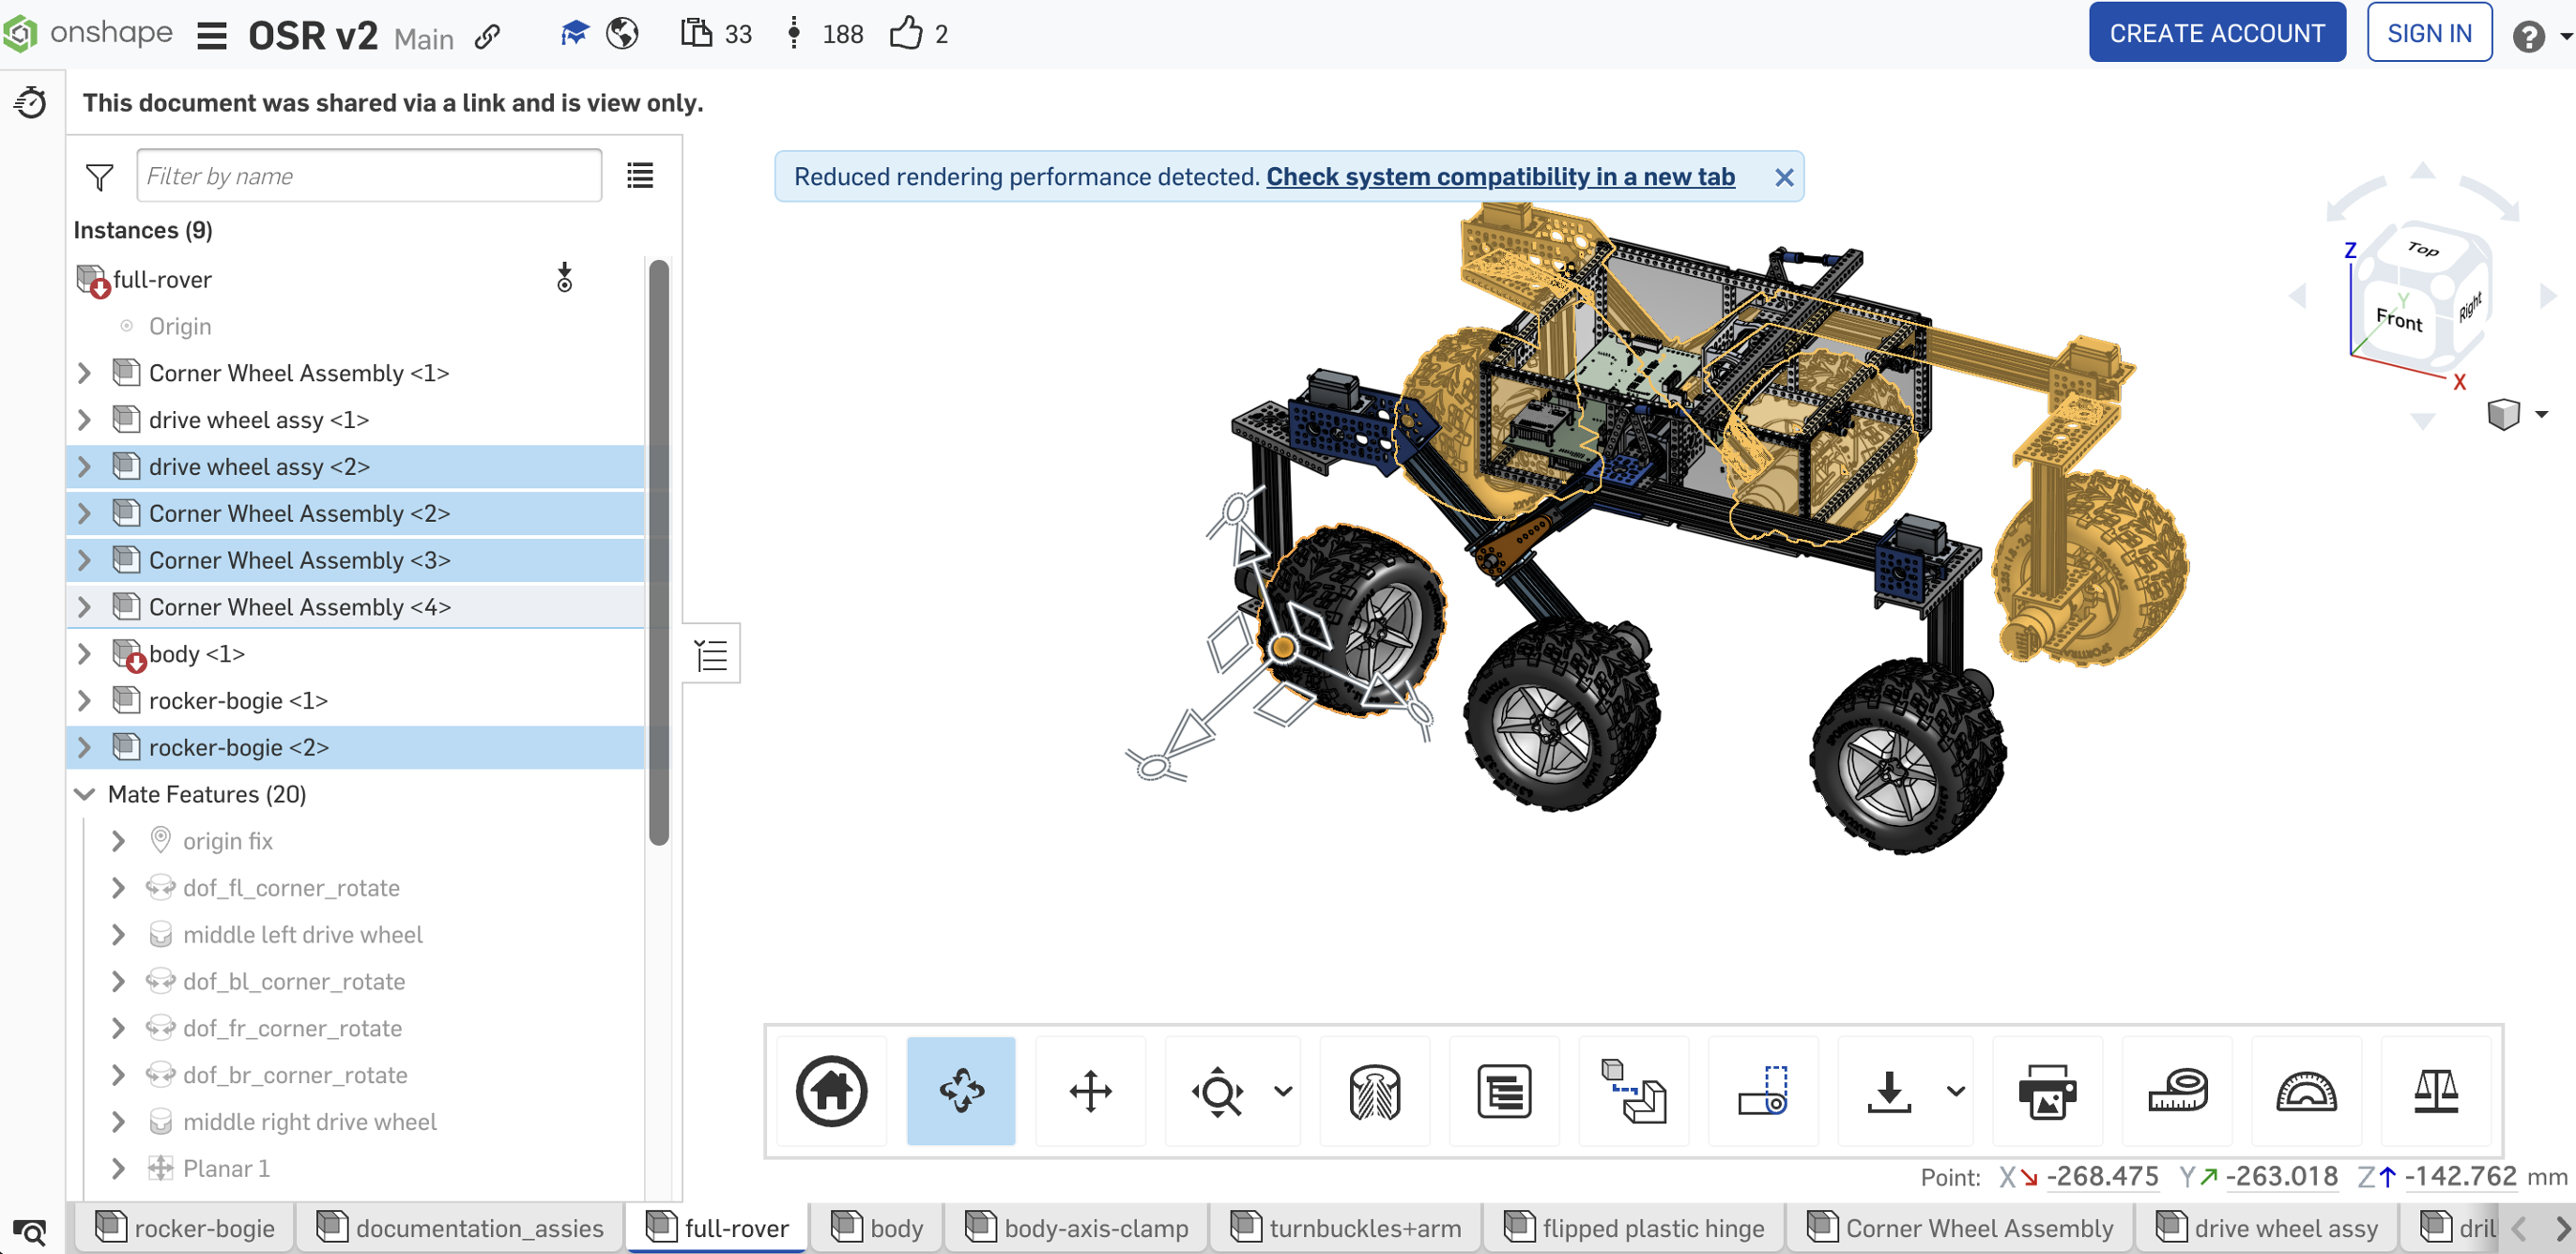 onshape OSR v2 Main 33 188 2 CREATE ACCOUNT SIGN IN
This document was shared via a link and is view only.
Filter by name
Reduced rendering performance detected. Check system compatibility in a new tab
Instances (9)
full-rover
Origin
Corner Wheel Assembly <1>
drive wheel assy <1>
drive wheel assy <2>
Corner Wheel Assembly <2>
Corner Wheel Assembly <3>
Corner Wheel Assembly <4>
body <1>
rocker-bogie <1>
rocker-bogie <2>
Mate Features (20)
origin fix
dof_fl_corner_rotate
middle left drive wheel
dof_bl_corner_rotate
dof_fr_corner_rotate
dof_br_corner_rotate
middle right drive wheel
Planar 1
Z
Top
Y
Front
Right
X
Point: X -268.475 Y -263.018 Z -142.762 mm
rocker-bogie documentation_assies full-rover body body-axis-clamp turnbuckles+arm flipped plastic hinge Corner Wheel Assembly drive wheel assy dril